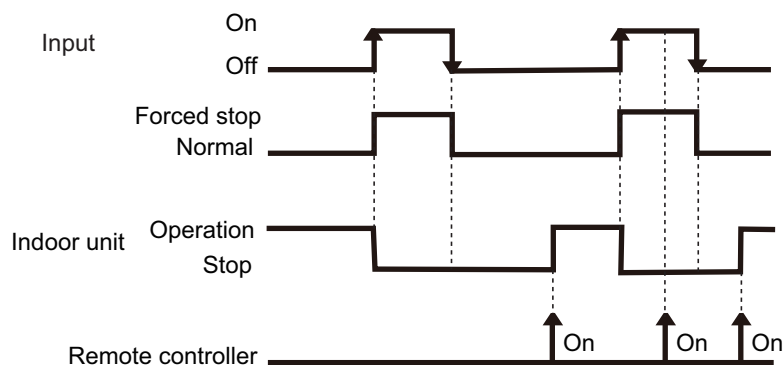 On
Input
Off
Forced stop
Normal
Operation
Indoor unit
Stop
On
On
On
Remote controller